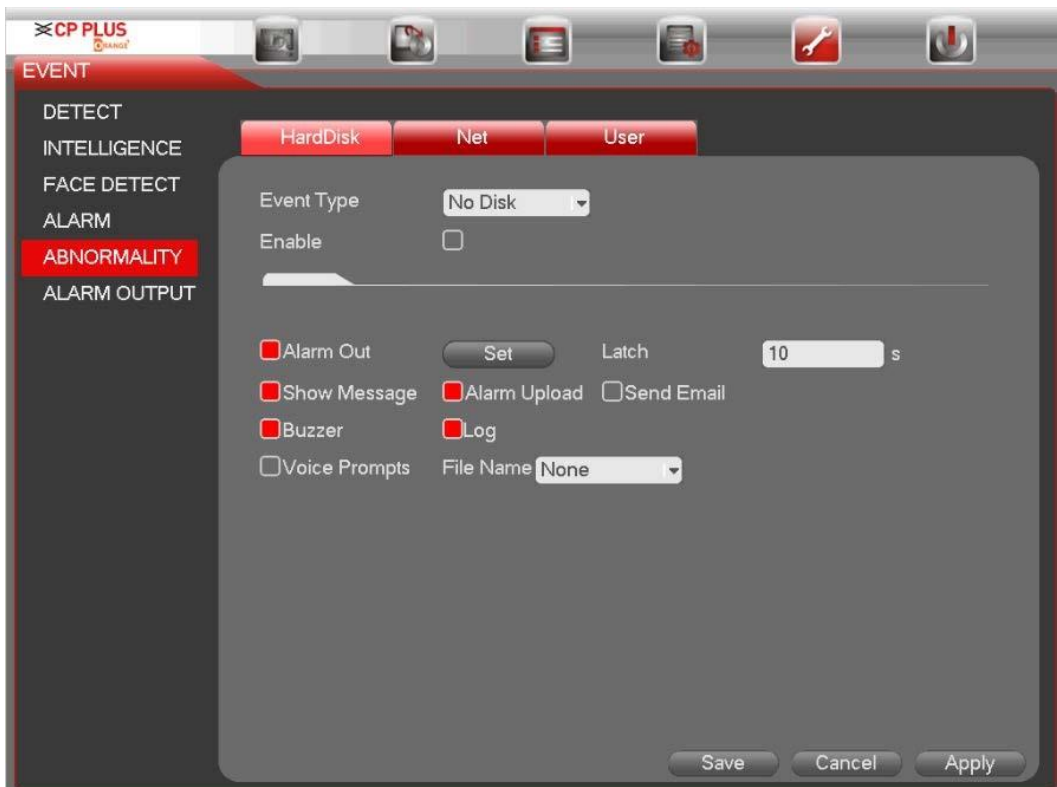 CP PLUS
ORANGE
EVENT
DETECT
INTELLIGENCE
FACE DETECT
ALARM
ABNORMALITY
ALARM OUTPUT
HardDisk Net User
Event Type No Disk
Enable
Alarm Out Set Latch 10 s
Show Message Alarm Upload Send Email
Buzzer Log
Voice Prompts File Name None
Save Cancel Apply